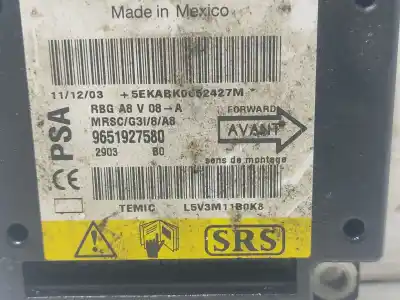 Made in Mexico
11/12/03 +5EKABK0652427M
PSA
RBG A8 V 08-A
MRSC/G3I/8/A8
9651927580
2903 B0
FORWARD
AVANT
sens de montage
CE
TEMIC L5V3M11B0K8
SRS